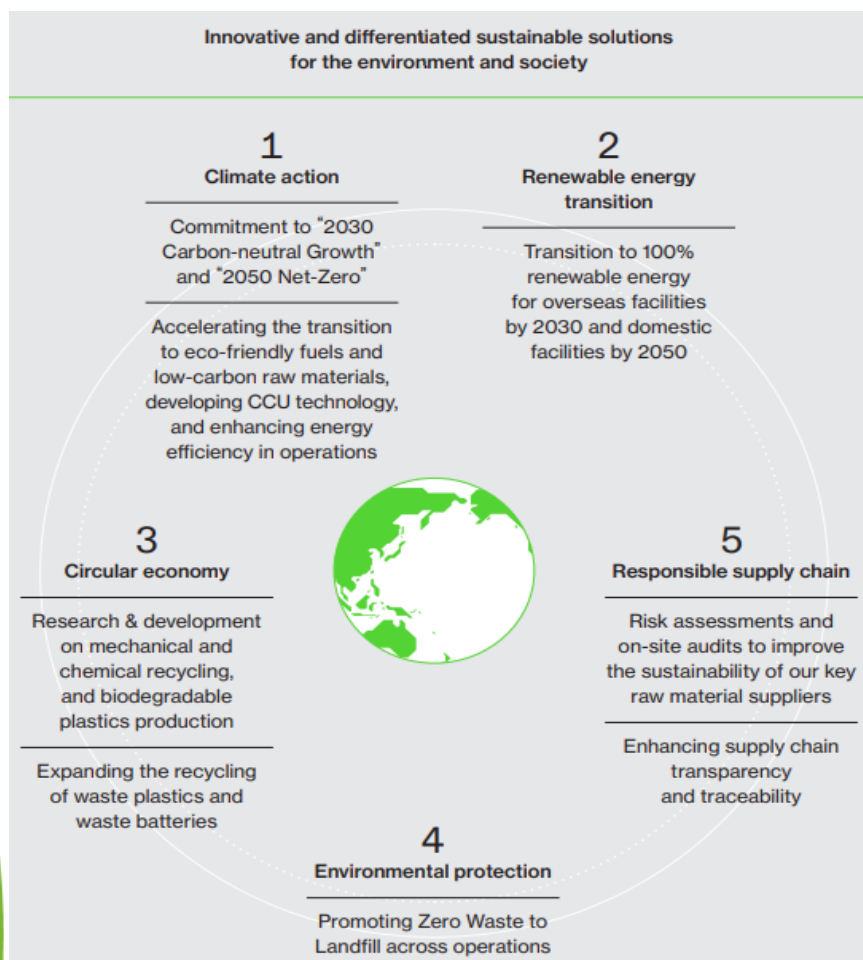 Innovative and differentiated sustainable solutions
for the environment and society
1
Climate action
Commitment to "2030
Carbon-neutral Growth"
and "2050 Net-Zero"
Accelerating the transition
to eco-friendly fuels and
low-carbon raw materials,
developing CCU technology,
and enhancing energy
efficiency in operations
2
Renewable energy
transition
Transition to 100%
renewable energy
for overseas facilities
by 2030 and domestic
facilities by 2050
3
Circular economy
Research & development
on mechanical and
chemical recycling,
and biodegradable
plastics production
Expanding the recycling
of waste plastics and
waste batteries
4
Environmental protection
Promoting Zero Waste to
Landfill across operations
5
Responsible supply chain
Risk assessments and
on-site audits to improve
the sustainability of our key
raw material suppliers
Enhancing supply chain
transparency
and traceability